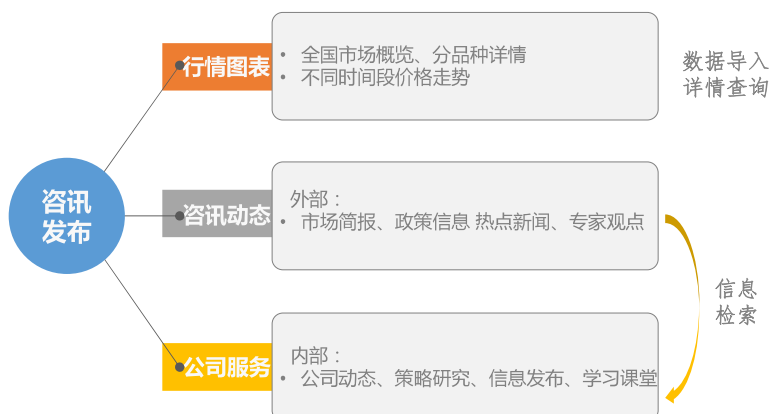 咨讯
发布
行情图表
• 全国市场概览、分品种详情
• 不同时间段价格走势
数据导入
详情查询
咨讯动态
外部：
• 市场简报、政策信息 热点新闻、专家观点
信息
检索
公司服务
内部：
• 公司动态、策略研究、信息发布、学习课堂